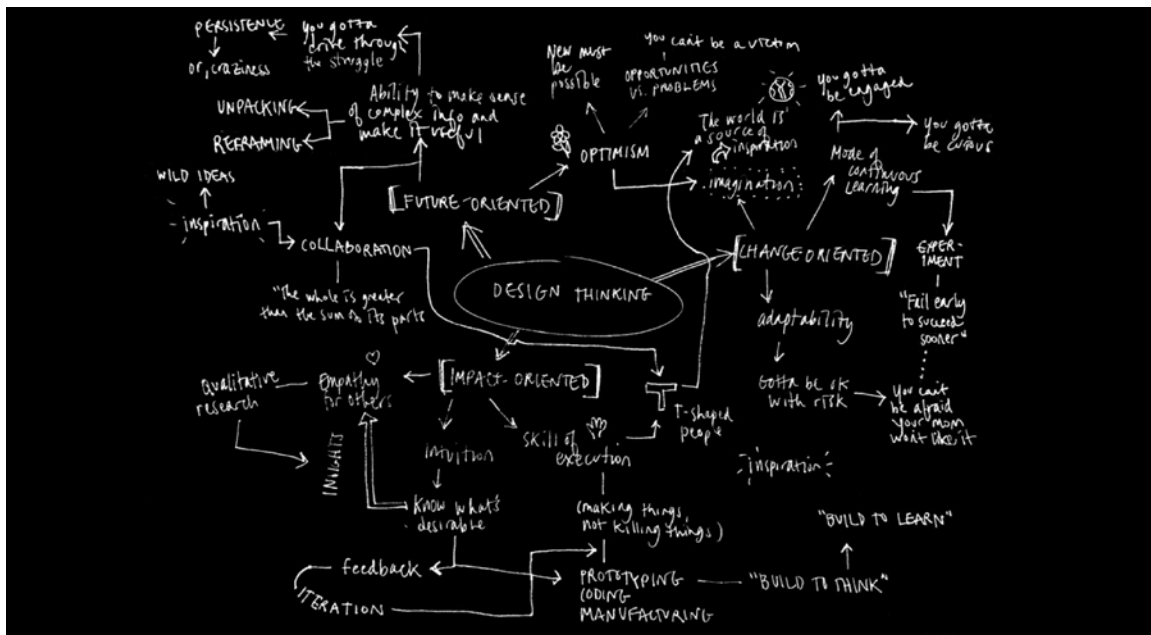 PERSISTENCE
or, craziness
you gotta
drive through
the struggle
UNPACKING
REFRAMING
Ability to make sense
of complex info and
make it useful
New must
be
possible
you can't be a victim
OPPORTUNITIES
VS. PROBLEMS
OPTIMISM
The world is
a source of
inspiration
imagination
you gotta
be engaged
you gotta
be curious
Mode of
continuous
learning
WILD IDEAS
inspiration
[FUTURE-ORIENTED]
COLLABORATION
"The whole is greater
than the sum of its parts
DESIGN THINKING
[CHANGE-ORIENTED]
EXPER-
IMENT
"Fail early
to succeed
sooner"
adaptability
Gotta be ok
with risk
You can't
be afraid
your mom
won't like it
[IMPACT-ORIENTED]
Empathy
for others
Qualitative
research
INSIGHTS
Intuition
Know what's
desirable
Skill of
execution
T-shaped
people
inspiration
(making things,
not killing things)
feedback
ITERATION
PROTOTYPING
CODING
MANUFACTURING
"BUILD TO THINK"
"BUILD TO LEARN"